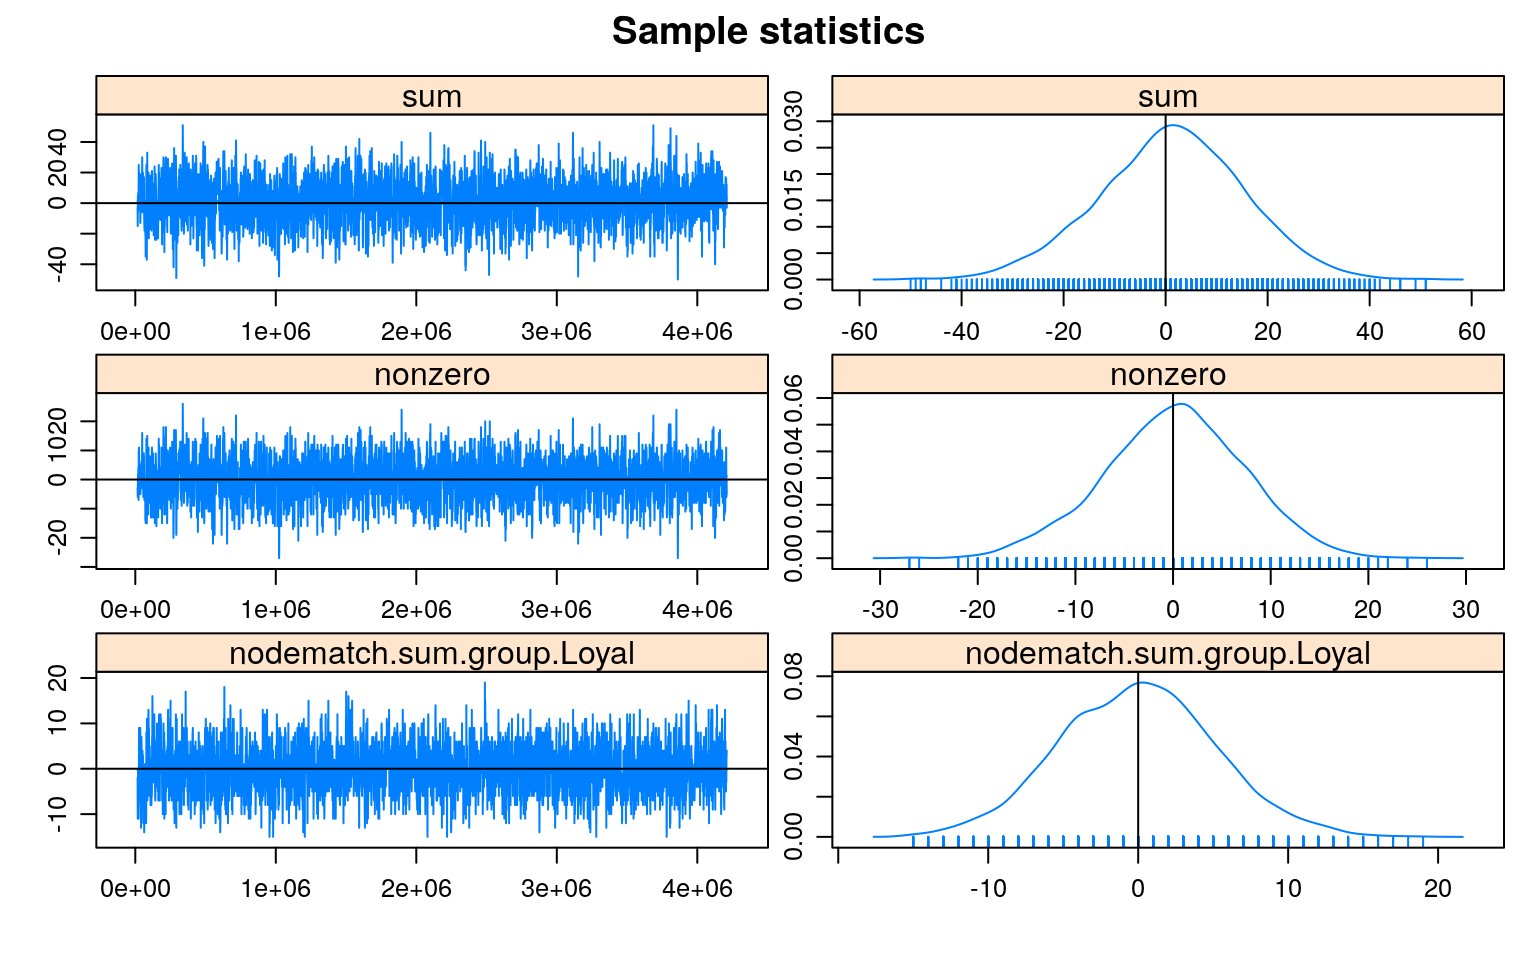 Sample statistics
sum
sum
-40 0 20 40
0.000 0.015 0.030
0e+00 1e+06 2e+06 3e+06 4e+06
-60 -40 -20 0 20 40 60
nonzero
nonzero
-20 0 10 20
0.00 0.02 0.04 0.06
0e+00 1e+06 2e+06 3e+06 4e+06
-30 -20 -10 0 10 20 30
nodematch.sum.group.Loyal
nodematch.sum.group.Loyal
-10 0 10 20
0.00 0.04 0.08
0e+00 1e+06 2e+06 3e+06 4e+06
-10 0 10 20